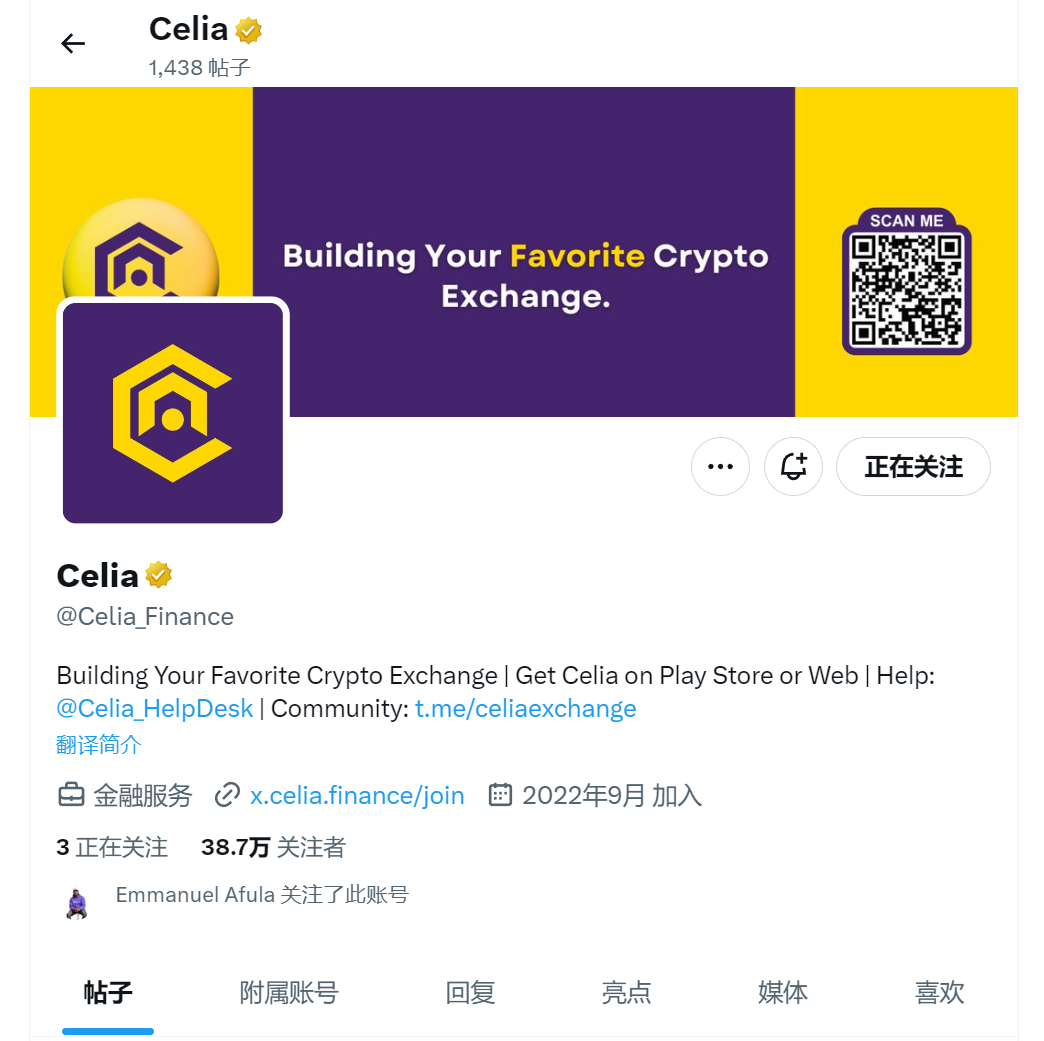 Celia
1,438 帖子
SCAN ME
Building Your Favorite Crypto
Exchange.
正在关注
Celia
@Celia_Finance
Building Your Favorite Crypto Exchange | Get Celia on Play Store or Web | Help:
@Celia_HelpDesk | Community: t.me/celiaexchange
翻译简介
金融服务 x.celia.finance/join 2022年9月 加入
3 正在关注 38.7万 关注者
Emmanuel Afula 关注了此账号
帖子 附属账号 回复 亮点 媒体 喜欢